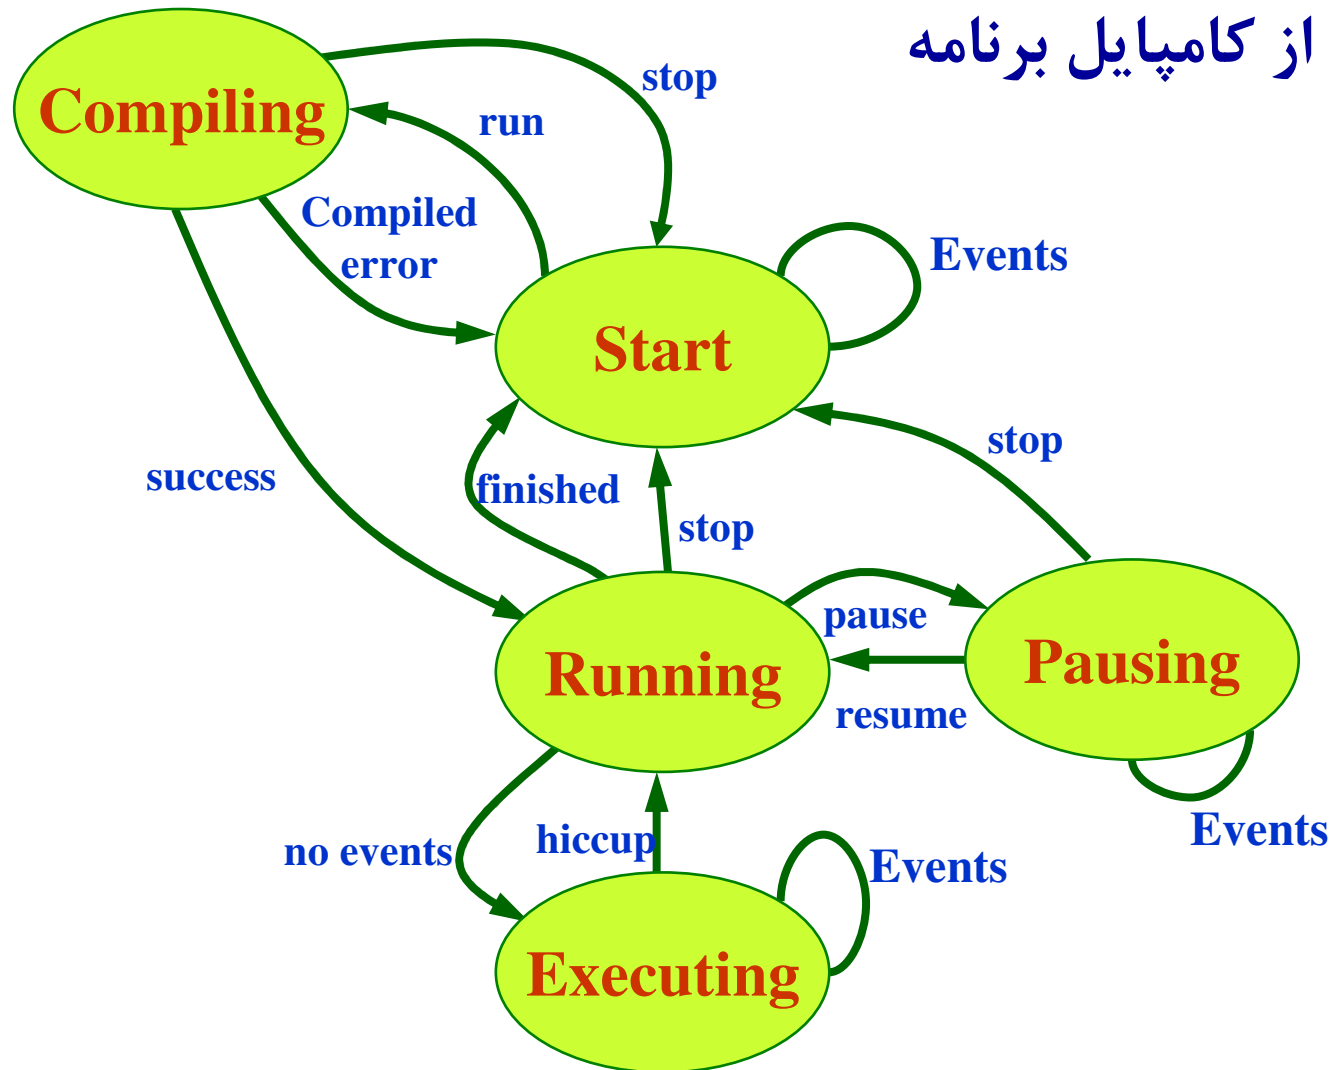 از کامپایل برنامه
Compiling
stop
run
Compiled
error
Events
Start
stop
success
finished
stop
pause
Running
Pausing
resume
Events
no events
hiccup
Events
Executing